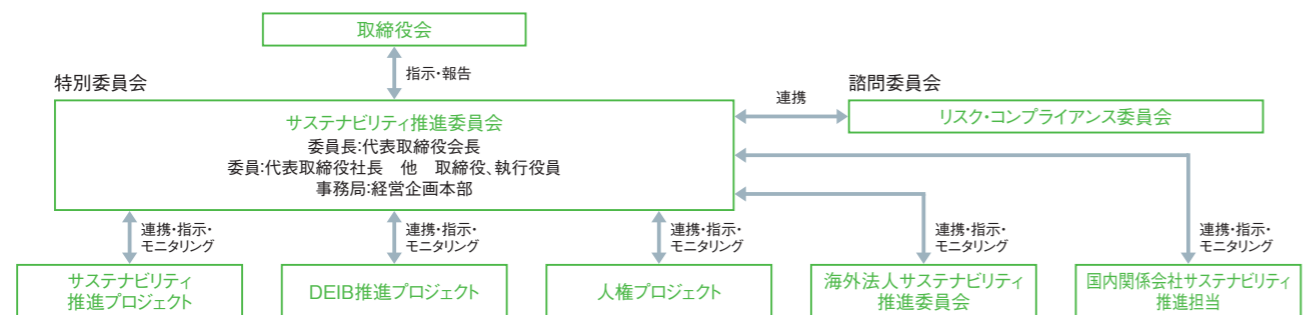 取締役会
指示・報告
特別委員会
諮問委員会
連携
サステナビリティ推進委員会
委員長:代表取締役会長
委員:代表取締役社長　他　取締役、執行役員
事務局:経営企画本部
リスク・コンプライアンス委員会
連携・指示・
モニタリング
連携・指示・
モニタリング
連携・指示・
モニタリング
連携・指示・
モニタリング
連携・指示・
モニタリング
サステナビリティ
推進プロジェクト
DEIB推進プロジェクト
人権プロジェクト
海外法人サステナビリティ
推進委員会
国内関係会社サステナビリティ
推進担当